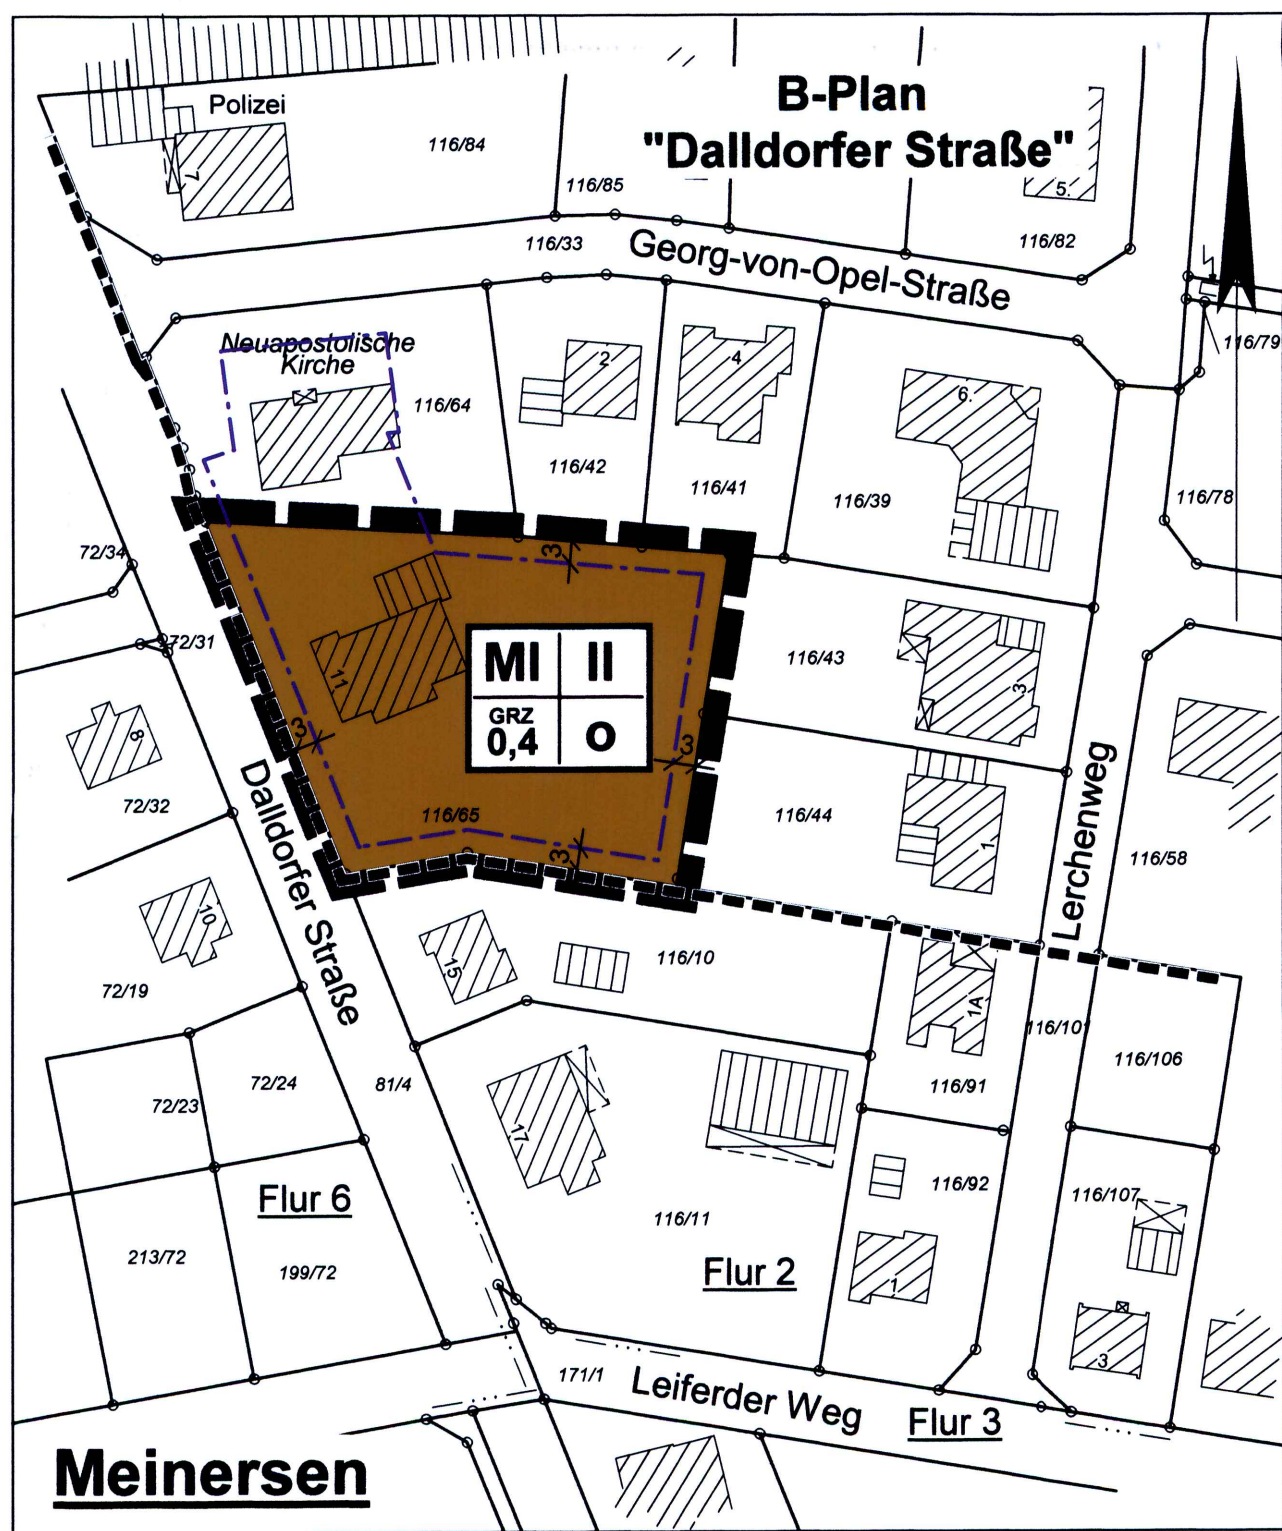 B-Plan
"Dalldorfer Straße"
Polizei
7
116/84
116/85
5.
116/82
116/33
Georg-von-Opel-Straße
116/79
Neuapostolische
Kirche
116/64
2
116/42
4
116/41
6.
116/39
116/78
72/34
72/31
3
11
MI
II
GRZ
0,4
O
3
3
3
116/65
116/43
3
116/44
1.
Lerchenweg
116/58
8
72/32
Dalldorfer Straße
10
72/19
15
116/10
1A
116/101
116/106
116/91
72/24
72/23
81/4
17
116/11
116/92
116/107
Flur 6
213/72
199/72
Flur 2
1
3
171/1
Leiferder Weg
Flur 3
Meinersen